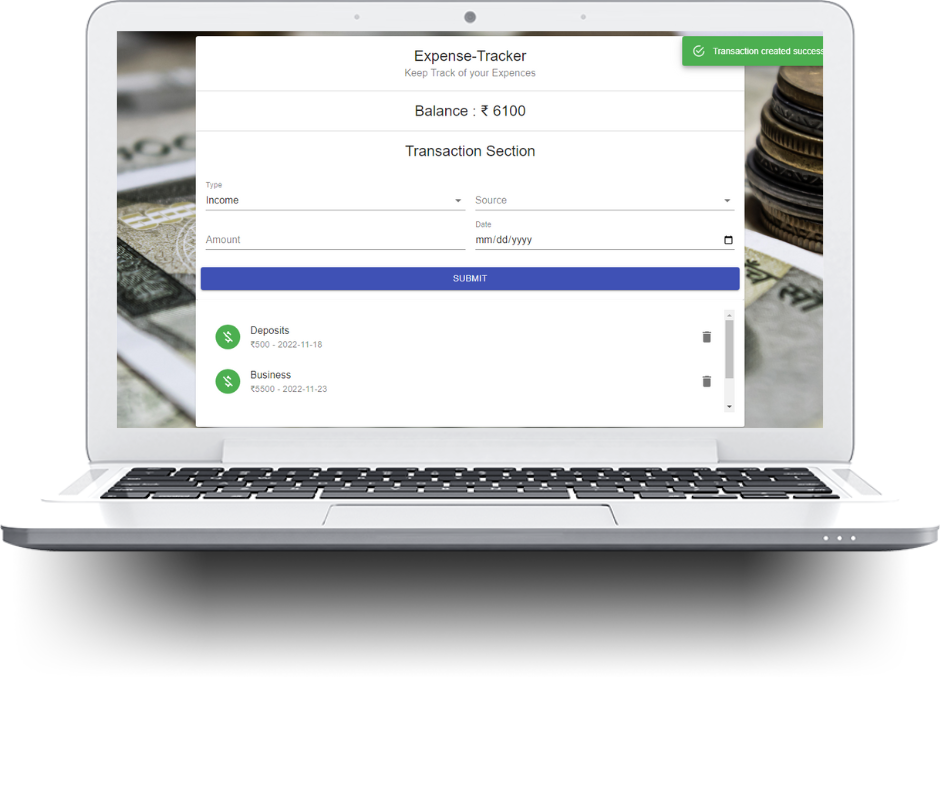 Expense-Tracker
Keep Track of your Expences
Transaction created success
Balance : ₹ 6100
Transaction Section
Type
Income
Source
Amount
Date
mm/dd/yyyy
SUBMIT
Deposits
₹500 - 2022-11-18
Business
₹5500 - 2022-11-23